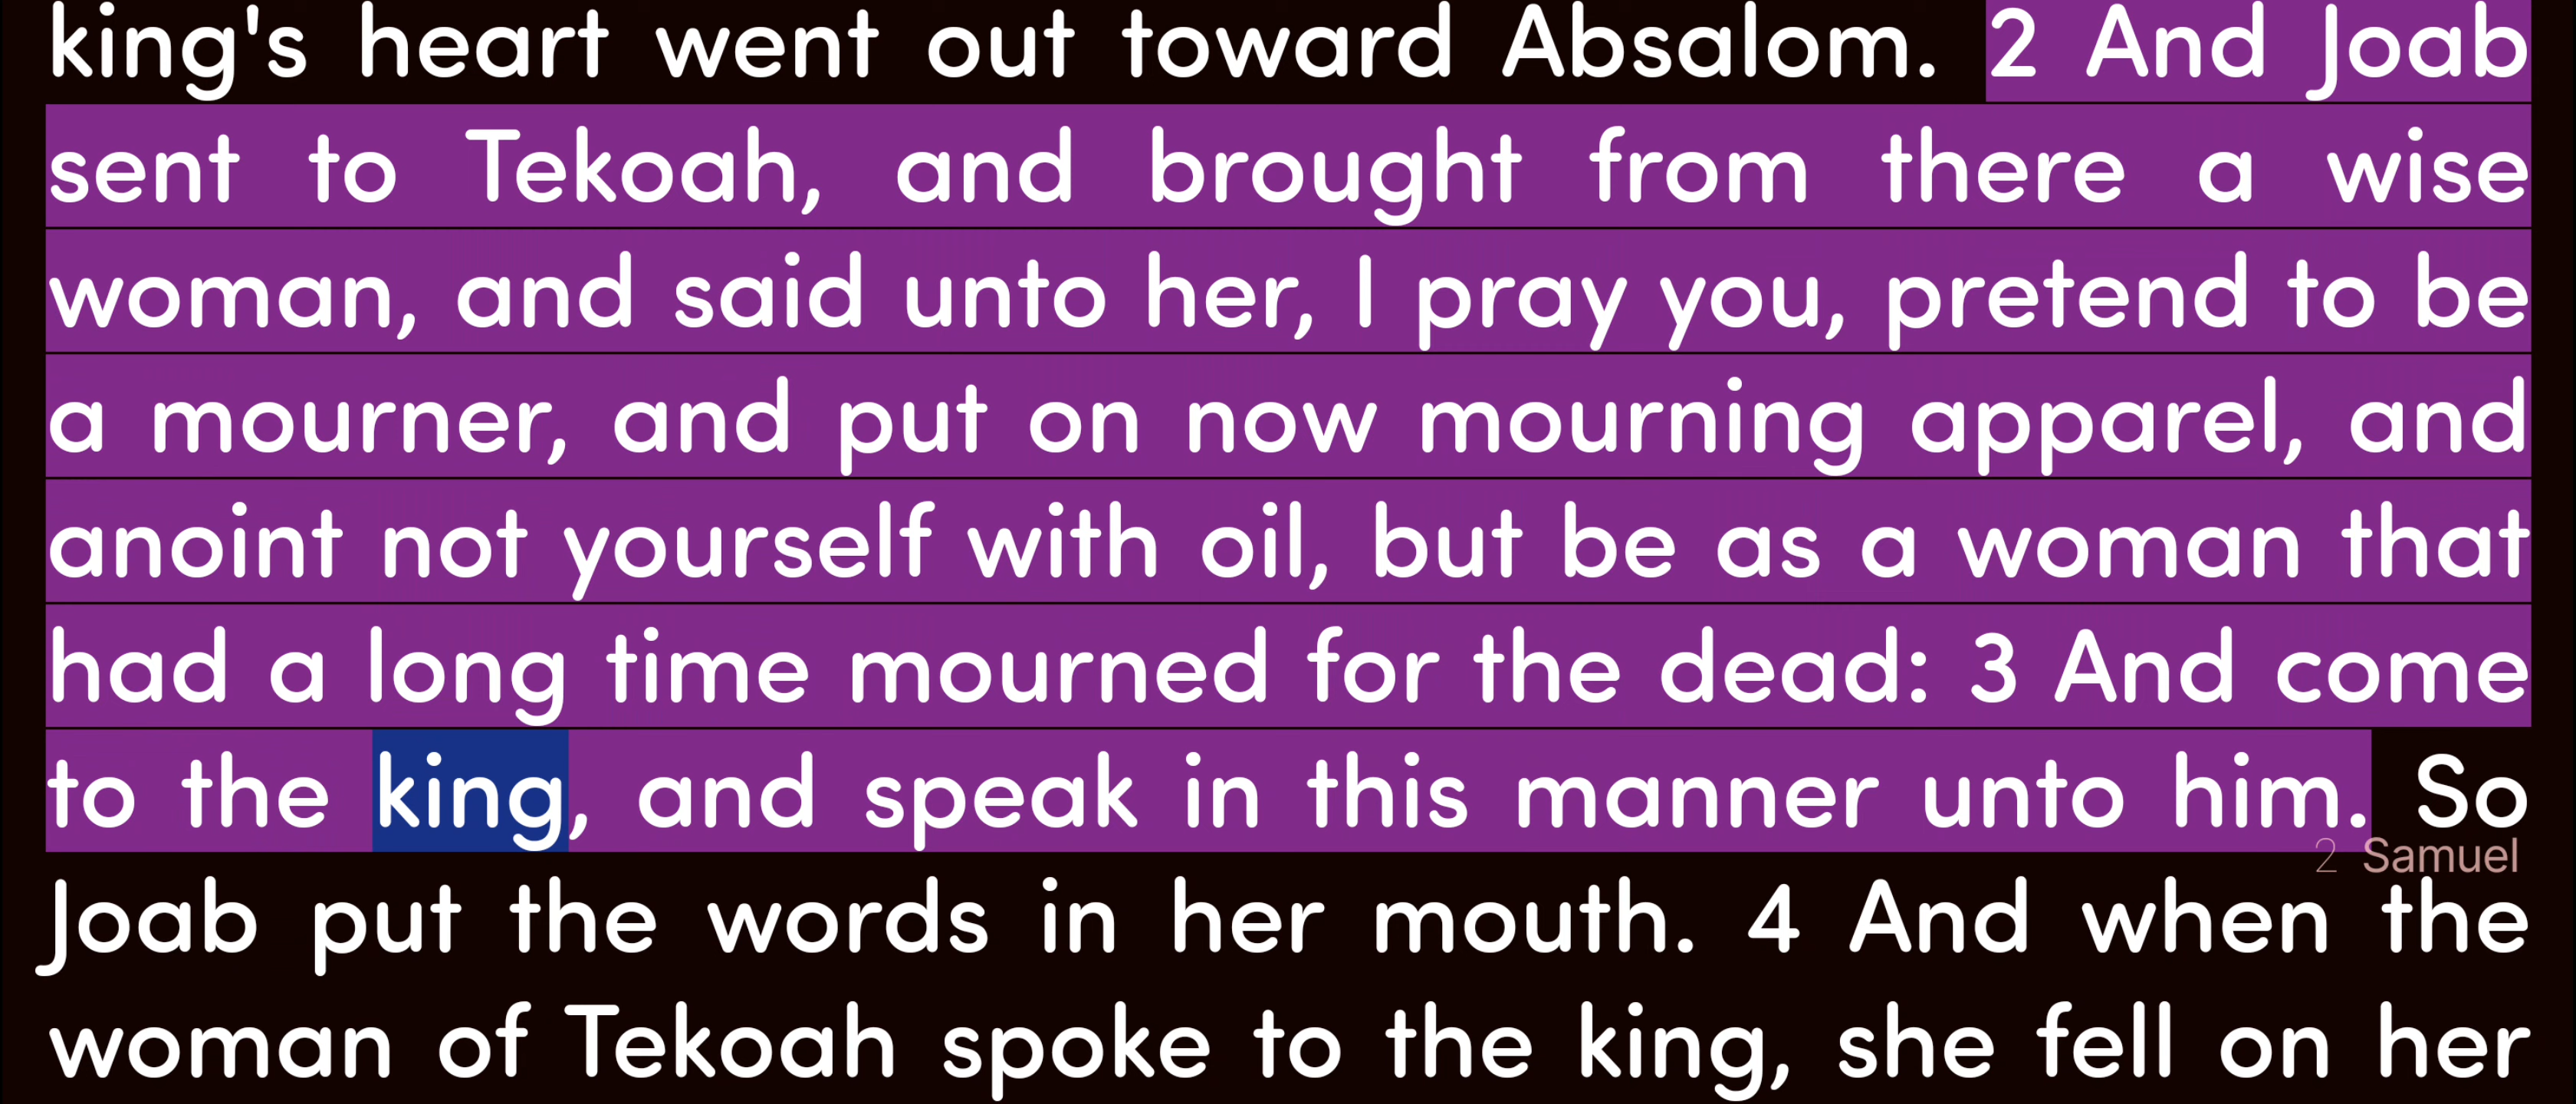 king's heart went out toward Absalom. 2 And Joab
sent to Tekoah, and brought from there a wise
woman, and said unto her, I pray you, pretend to be
a mourner, and put on now mourning apparel, and
anoint not yourself with oil, but be as a woman that
had a long time mourned for the dead: 3 And come
to the king, and speak in this manner unto him. So
2 Samuel
Joab put the words in her mouth. 4 And when the
woman of Tekoah spoke to the king, she fell on her